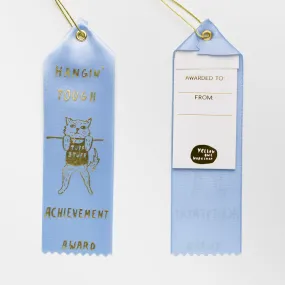 HANGIN'
TOUGH
TUFF
STUFF
ACHIEVEMENT
AWARD
AWARDED TO
FROM
YELLOW
OWL
WORKSHOP